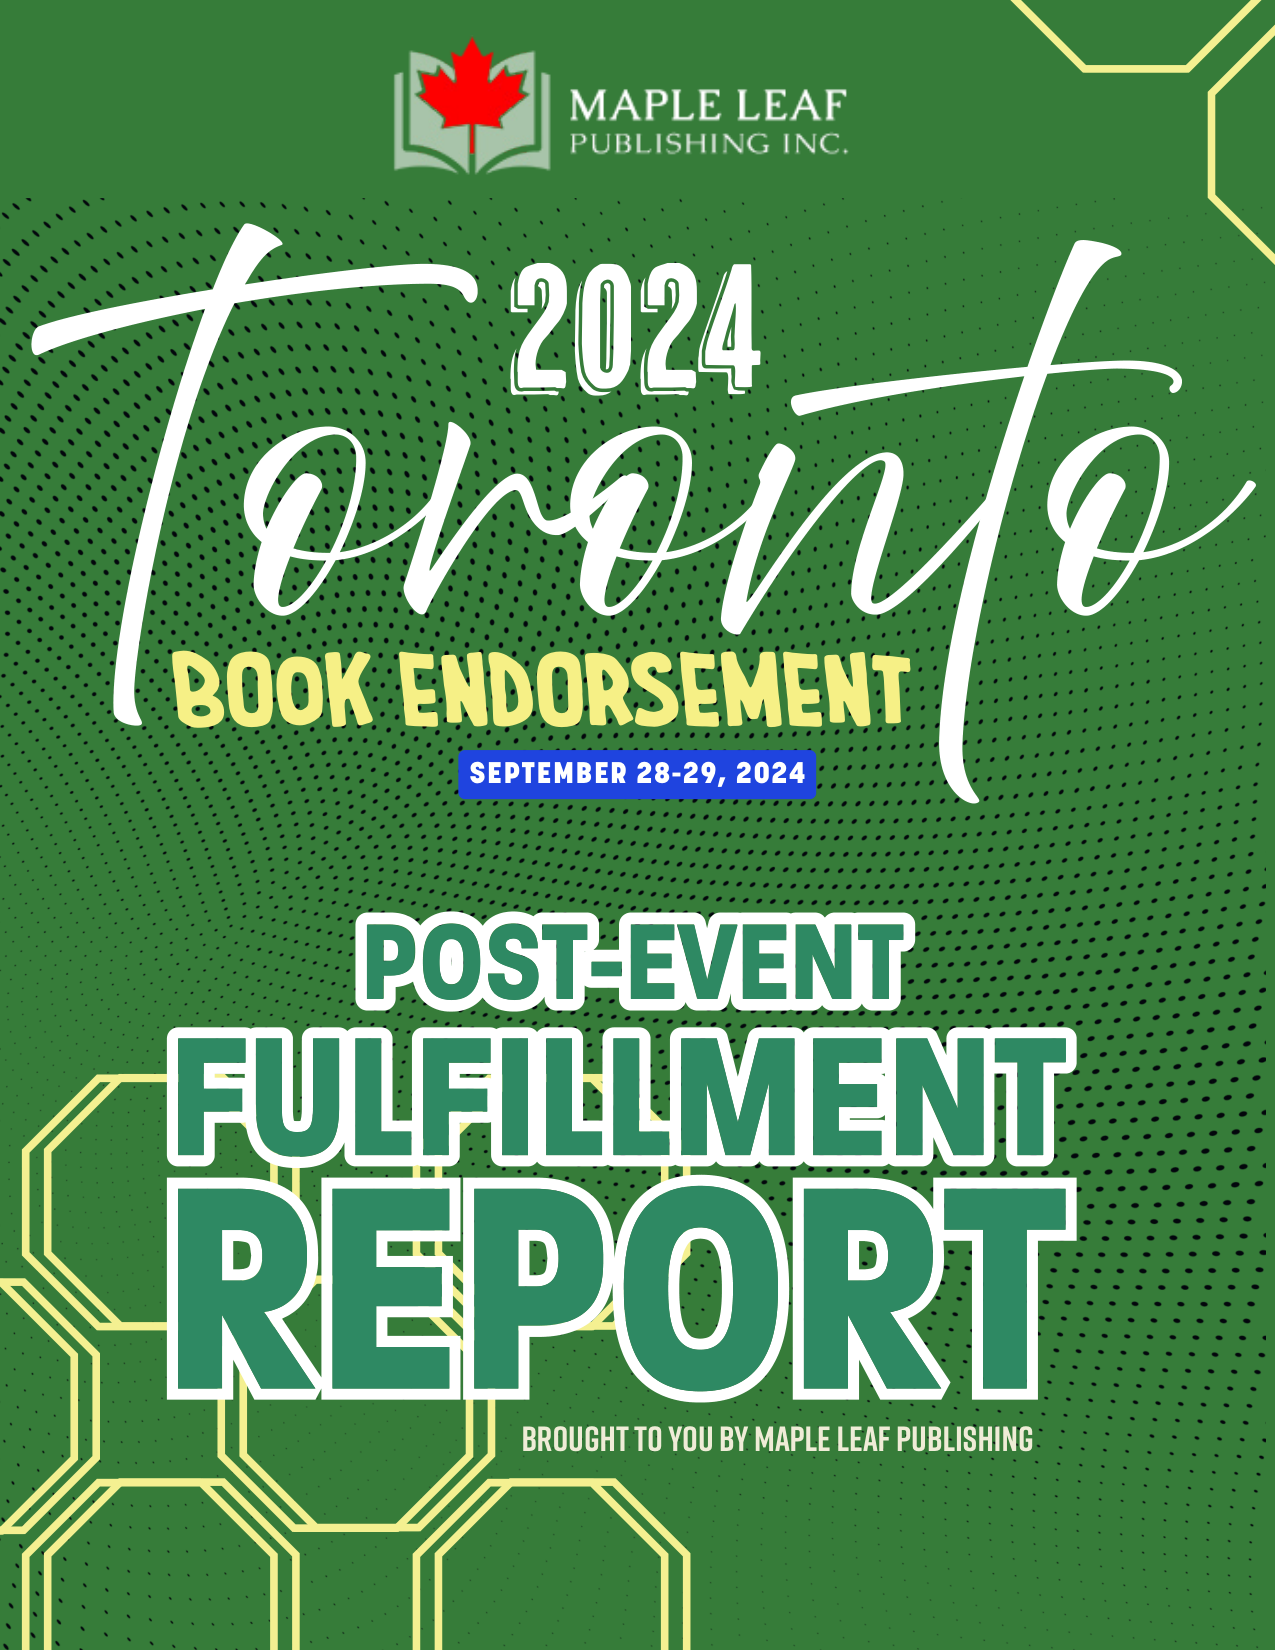 MAPLE LEAF
PUBLISHING INC.
2024
Toronto
BOOK ENDORSEMENT
SEPTEMBER 28-29, 2024
POST-EVENT
FULFILLMENT
REPORT
BROUGHT TO YOU BY MAPLE LEAF PUBLISHING